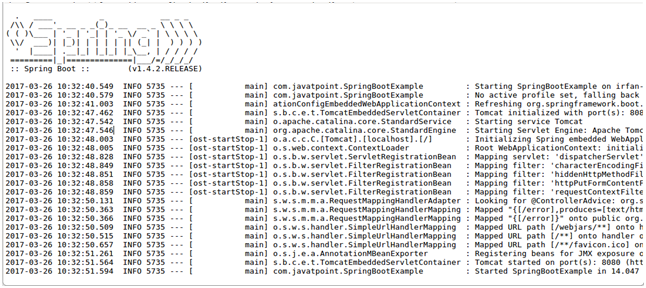 .   ____          _            __ _ _
 /\\ / ___'_ __ _ _(_)_ __  __ _ \ \ \ \
( ( )\___ | '_ | '_| | '_ \/ _` | \ \ \ \
 \\/  ___)| |_)| | | | | || (_| |  ) ) ) )
  '  |____| .__|_| |_|_| |_\__, | / / / /
 =========|_|==============|___/=/_/_/_/
 :: Spring Boot ::        (v1.4.2.RELEASE)
2017-03-26 10:32:40.549  INFO 5735 --- [           main] com.javatpoint.SpringBootExample         : Starting SpringBootExample on irfan-
2017-03-26 10:32:40.579  INFO 5735 --- [           main] com.javatpoint.SpringBootExample         : No active profile set, falling back
2017-03-26 10:32:41.003  INFO 5735 --- [           main] ationConfigEmbeddedWebApplicationContext : Refreshing org.springframework.boot.
2017-03-26 10:32:47.462  INFO 5735 --- [           main] s.b.c.e.t.TomcatEmbeddedServletContainer : Tomcat initialized with port(s): 808
2017-03-26 10:32:47.542  INFO 5735 --- [           main] o.apache.catalina.core.StandardService   : Starting service Tomcat
2017-03-26 10:32:47.546  INFO 5735 --- [           main] org.apache.catalina.core.StandardEngine  : Starting Servlet Engine: Apache Tomc
2017-03-26 10:32:48.003  INFO 5735 --- [ost-startStop-1] o.a.c.c.C.[Tomcat].[localhost].[/]       : Initializing Spring embedded WebAppl
2017-03-26 10:32:48.005  INFO 5735 --- [ost-startStop-1] o.s.web.context.ContextLoader            : Root WebApplicationContext: initiali
2017-03-26 10:32:48.828  INFO 5735 --- [ost-startStop-1] o.s.b.w.servlet.ServletRegistrationBean  : Mapping servlet: 'dispatcherServlet'
2017-03-26 10:32:48.849  INFO 5735 --- [ost-startStop-1] o.s.b.w.servlet.FilterRegistrationBean   : Mapping filter: 'characterEncodingFi
2017-03-26 10:32:48.851  INFO 5735 --- [ost-startStop-1] o.s.b.w.servlet.FilterRegistrationBean   : Mapping filter: 'hiddenHttpMethodFil
2017-03-26 10:32:48.858  INFO 5735 --- [ost-startStop-1] o.s.b.w.servlet.FilterRegistrationBean   : Mapping filter: 'httpPutFormContentF
2017-03-26 10:32:48.859  INFO 5735 --- [ost-startStop-1] o.s.b.w.servlet.FilterRegistrationBean   : Mapping filter: 'requestContextFilte
2017-03-26 10:32:50.131  INFO 5735 --- [           main] s.w.s.m.m.a.RequestMappingHandlerAdapter : Looking for @ControllerAdvice: org.s
2017-03-26 10:32:50.363  INFO 5735 --- [           main] s.w.s.m.m.a.RequestMappingHandlerMapping : Mapped "{[/error],produces=[text/htm
2017-03-26 10:32:50.366  INFO 5735 --- [           main] s.w.s.m.m.a.RequestMappingHandlerMapping : Mapped "{[/error]}" onto public org.
2017-03-26 10:32:50.509  INFO 5735 --- [           main] o.s.w.s.handler.SimpleUrlHandlerMapping  : Mapped URL path [/webjars/**] onto h
2017-03-26 10:32:50.515  INFO 5735 --- [           main] o.s.w.s.handler.SimpleUrlHandlerMapping  : Mapped URL path [/**] onto handler o
2017-03-26 10:32:50.657  INFO 5735 --- [           main] o.s.w.s.handler.SimpleUrlHandlerMapping  : Mapped URL path [/**/favicon.ico] on
2017-03-26 10:32:51.261  INFO 5735 --- [           main] o.s.j.e.a.AnnotationMBeanExporter        : Registering beans for JMX exposure o
2017-03-26 10:32:51.564  INFO 5735 --- [           main] s.b.c.e.t.TomcatEmbeddedServletContainer : Tomcat started on port(s): 8080 (htt
2017-03-26 10:32:51.594  INFO 5735 --- [           main] com.javatpoint.SpringBootExample         : Started SpringBootExample in 14.047